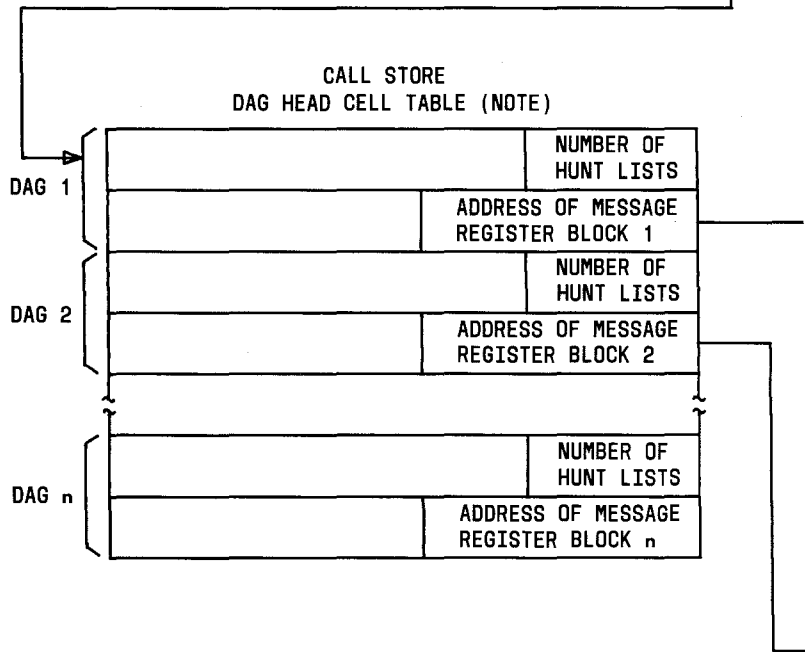 CALL STORE
DAG HEAD CELL TABLE (NOTE)
DAG 1
NUMBER OF
HUNT LISTS
ADDRESS OF MESSAGE
REGISTER BLOCK 1
DAG 2
NUMBER OF
HUNT LISTS
ADDRESS OF MESSAGE
REGISTER BLOCK 2
DAG n
NUMBER OF
HUNT LISTS
ADDRESS OF MESSAGE
REGISTER BLOCK n